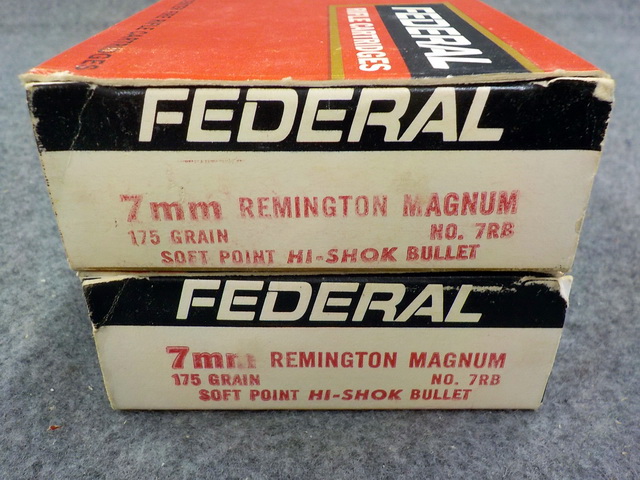 FEDERAL
RIFLE CARTRIDGES
FEDERAL
7mm REMINGTON MAGNUM
175 GRAIN NO. 7RB
SOFT POINT HI-SHOK BULLET
FEDERAL
7mm REMINGTON MAGNUM
175 GRAIN NO. 7RB
SOFT POINT HI-SHOK BULLET